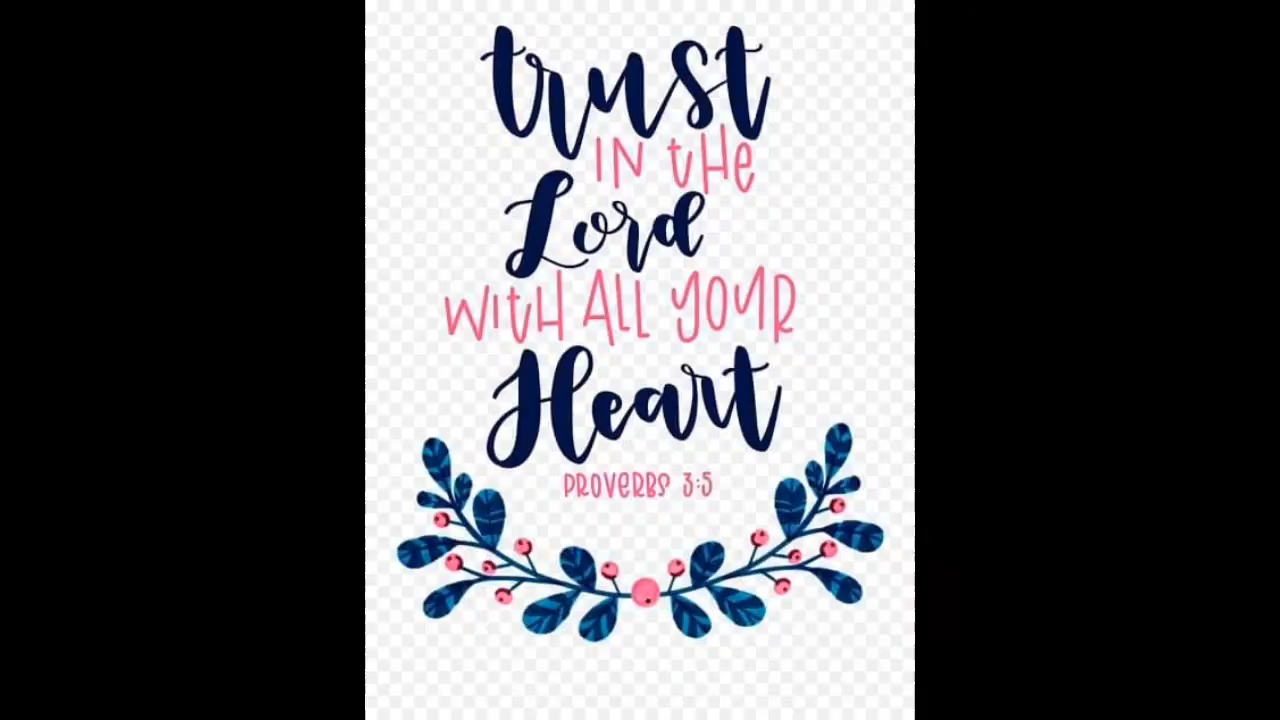 trust
IN tHe
Lord
WitH ALL YOUR
Heart
PROVeRBS 3:5